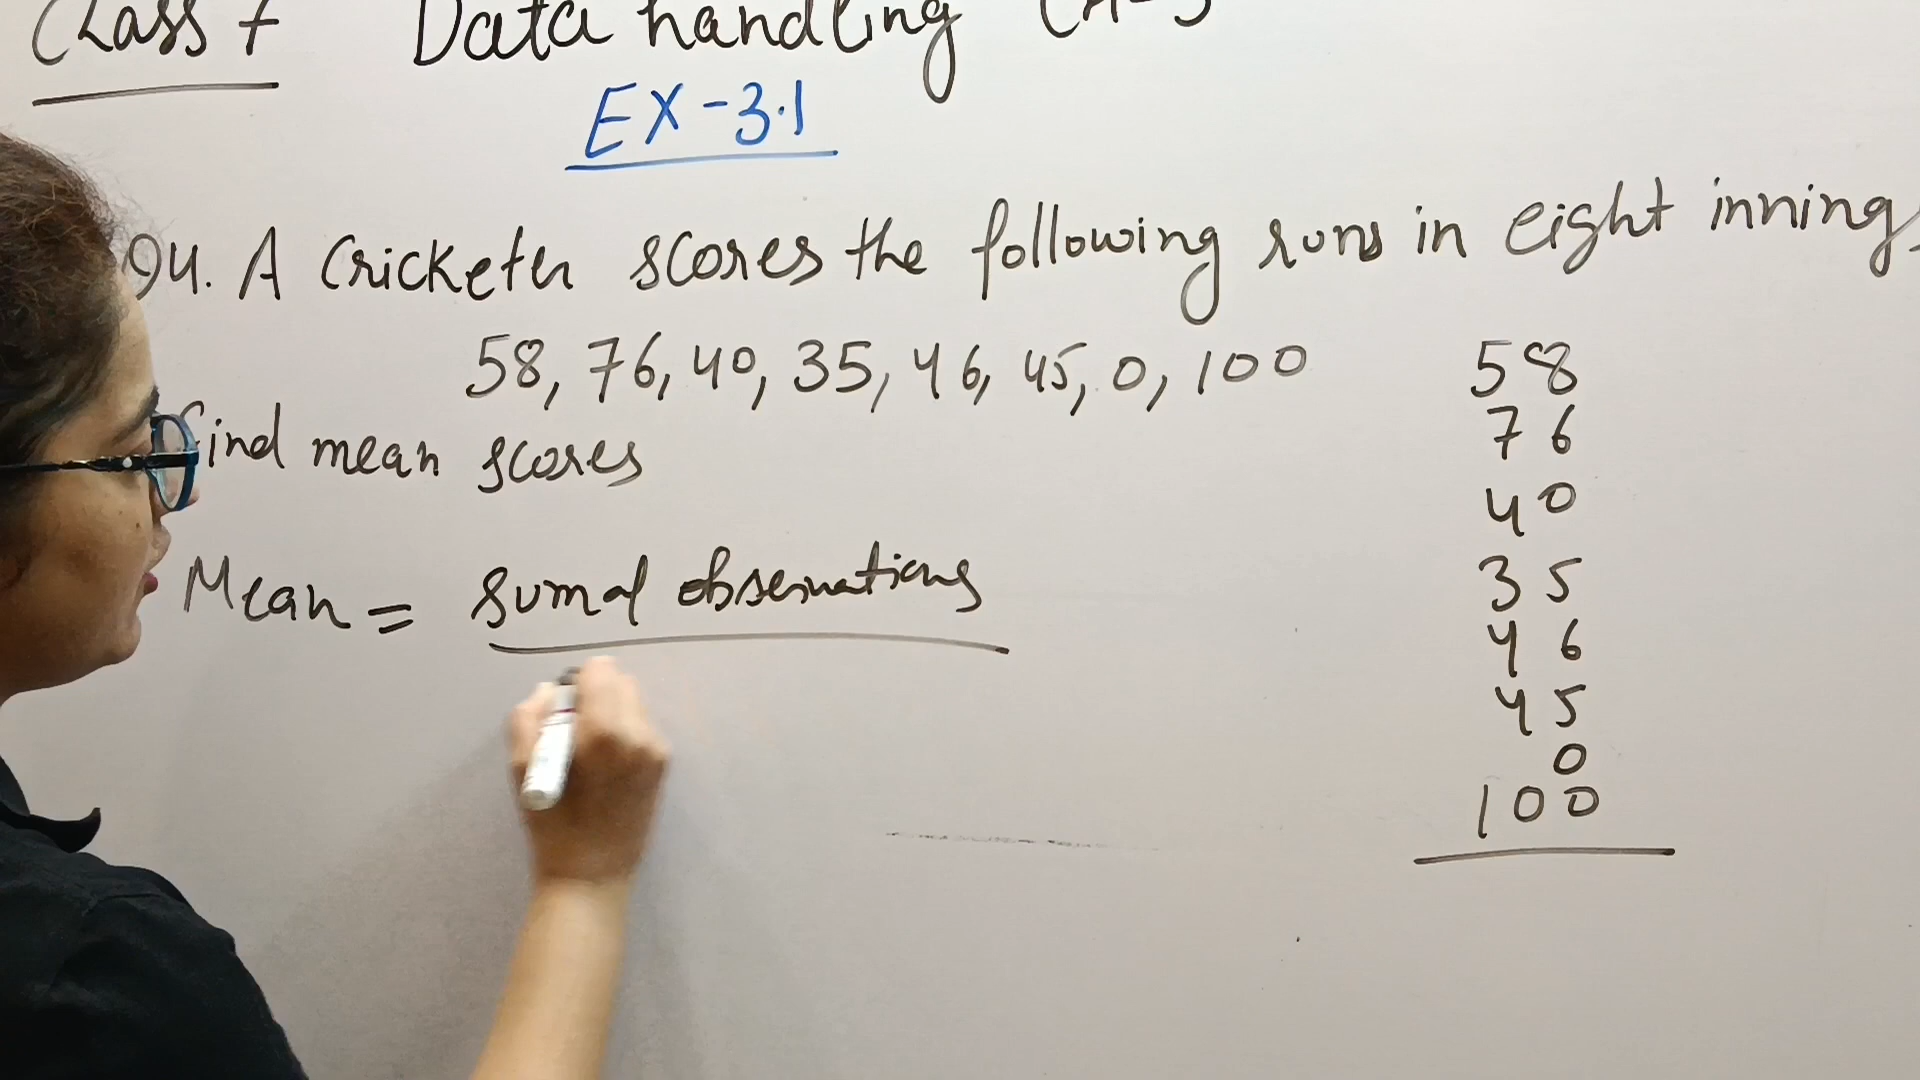 Class 7 Data handling
EX-3.1
Q4. A cricketer scores the following runs in eight inning
58, 76, 40, 35, 46, 45, 0, 100
find mean scores
Mean = sum of observations
58
76
40
35
46
45
0
100